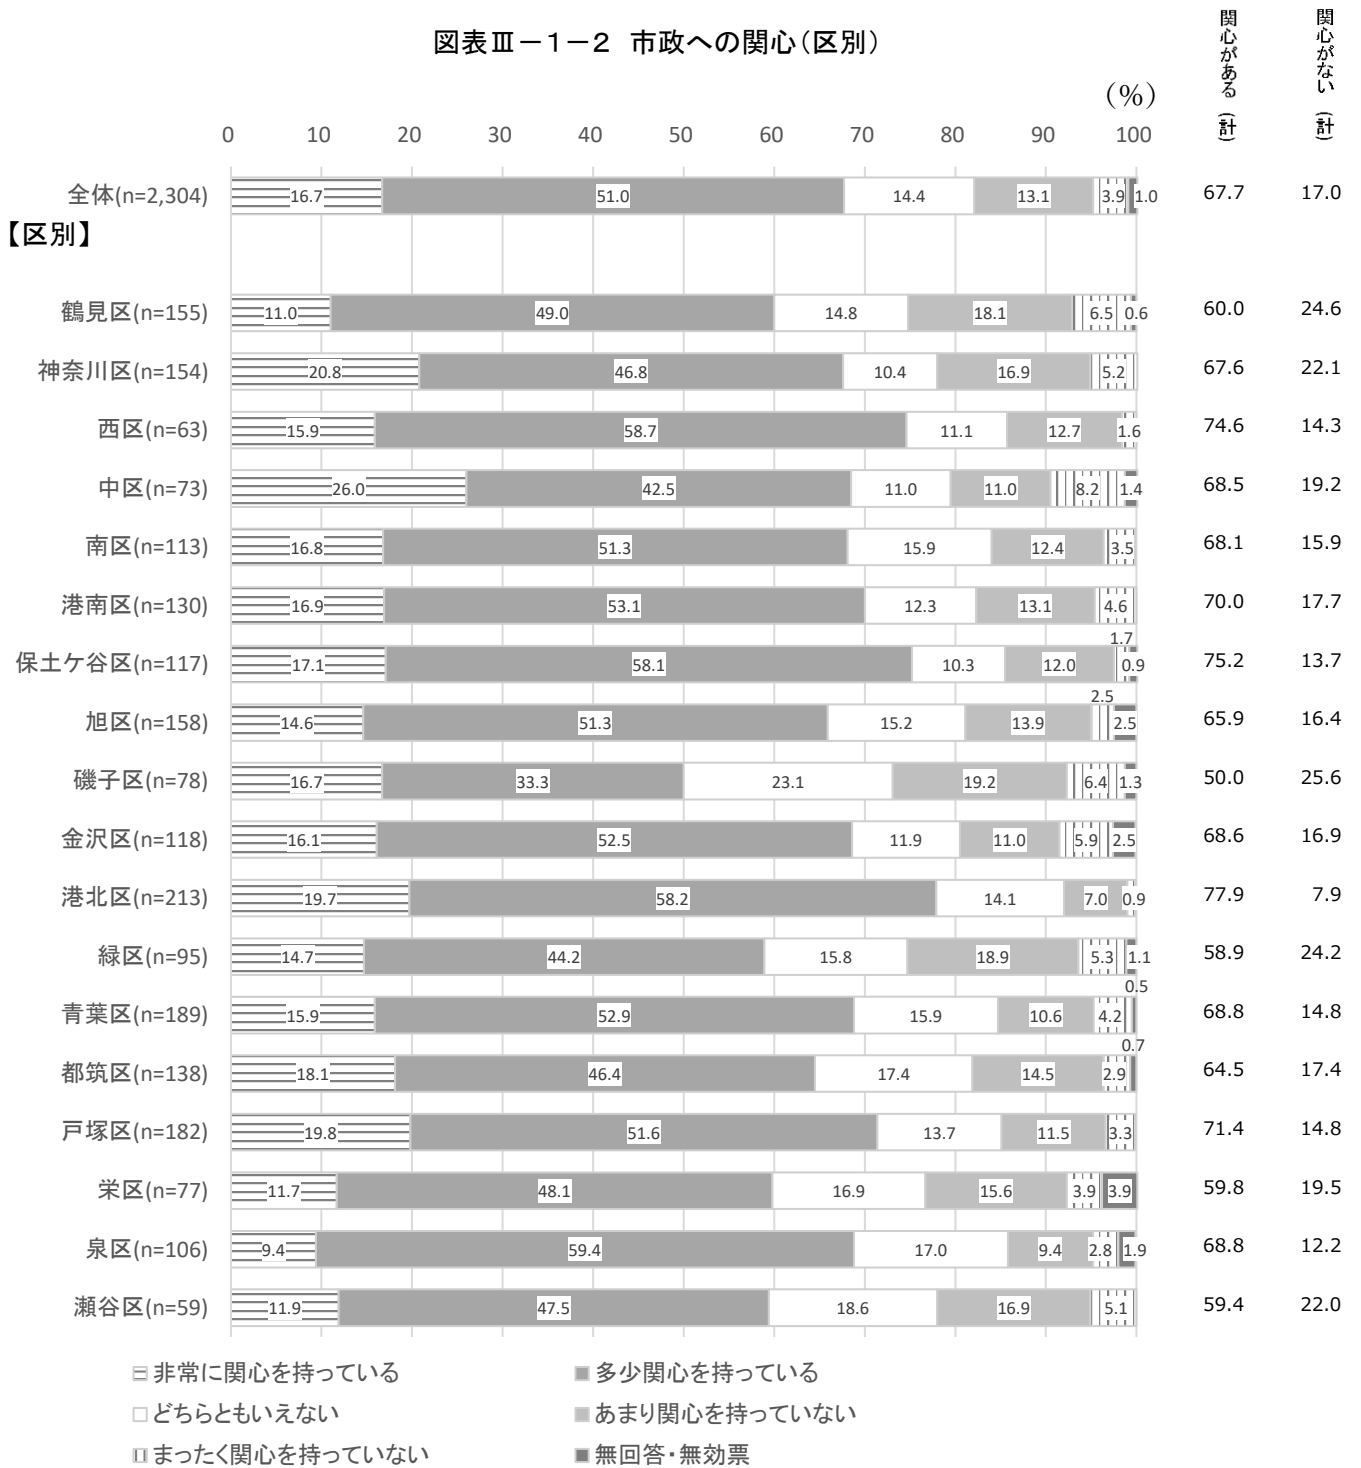 図表Ⅲ－1－2 市政への関心(区別)
関心がある（計）
関心がない（計）
(%)
0 10 20 30 40 50 60 70 80 90 100
全体(n=2,304) 16.7 51.0 14.4 13.1 3.9 1.0 67.7 17.0
【区別】
鶴見区(n=155) 11.0 49.0 14.8 18.1 6.5 0.6 60.0 24.6
神奈川区(n=154) 20.8 46.8 10.4 16.9 5.2 67.6 22.1
西区(n=63) 15.9 58.7 11.1 12.7 1.6 74.6 14.3
中区(n=73) 26.0 42.5 11.0 11.0 8.2 1.4 68.5 19.2
南区(n=113) 16.8 51.3 15.9 12.4 3.5 68.1 15.9
港南区(n=130) 16.9 53.1 12.3 13.1 4.6 70.0 17.7
保土ケ谷区(n=117) 17.1 58.1 10.3 12.0 1.7 0.9 75.2 13.7
旭区(n=158) 14.6 51.3 15.2 13.9 2.5 2.5 65.9 16.4
磯子区(n=78) 16.7 33.3 23.1 19.2 6.4 1.3 50.0 25.6
金沢区(n=118) 16.1 52.5 11.9 11.0 5.9 2.5 68.6 16.9
港北区(n=213) 19.7 58.2 14.1 7.0 0.9 77.9 7.9
緑区(n=95) 14.7 44.2 15.8 18.9 5.3 1.1 58.9 24.2
青葉区(n=189) 15.9 52.9 15.9 10.6 4.2 0.5 68.8 14.8
都筑区(n=138) 18.1 46.4 17.4 14.5 2.9 0.7 64.5 17.4
戸塚区(n=182) 19.8 51.6 13.7 11.5 3.3 71.4 14.8
栄区(n=77) 11.7 48.1 16.9 15.6 3.9 3.9 59.8 19.5
泉区(n=106) 9.4 59.4 17.0 9.4 2.8 1.9 68.8 12.2
瀬谷区(n=59) 11.9 47.5 18.6 16.9 5.1 59.4 22.0
非常に関心を持っている 多少関心を持っている
どちらともいえない あまり関心を持っていない
まったく関心を持っていない 無回答・無効票